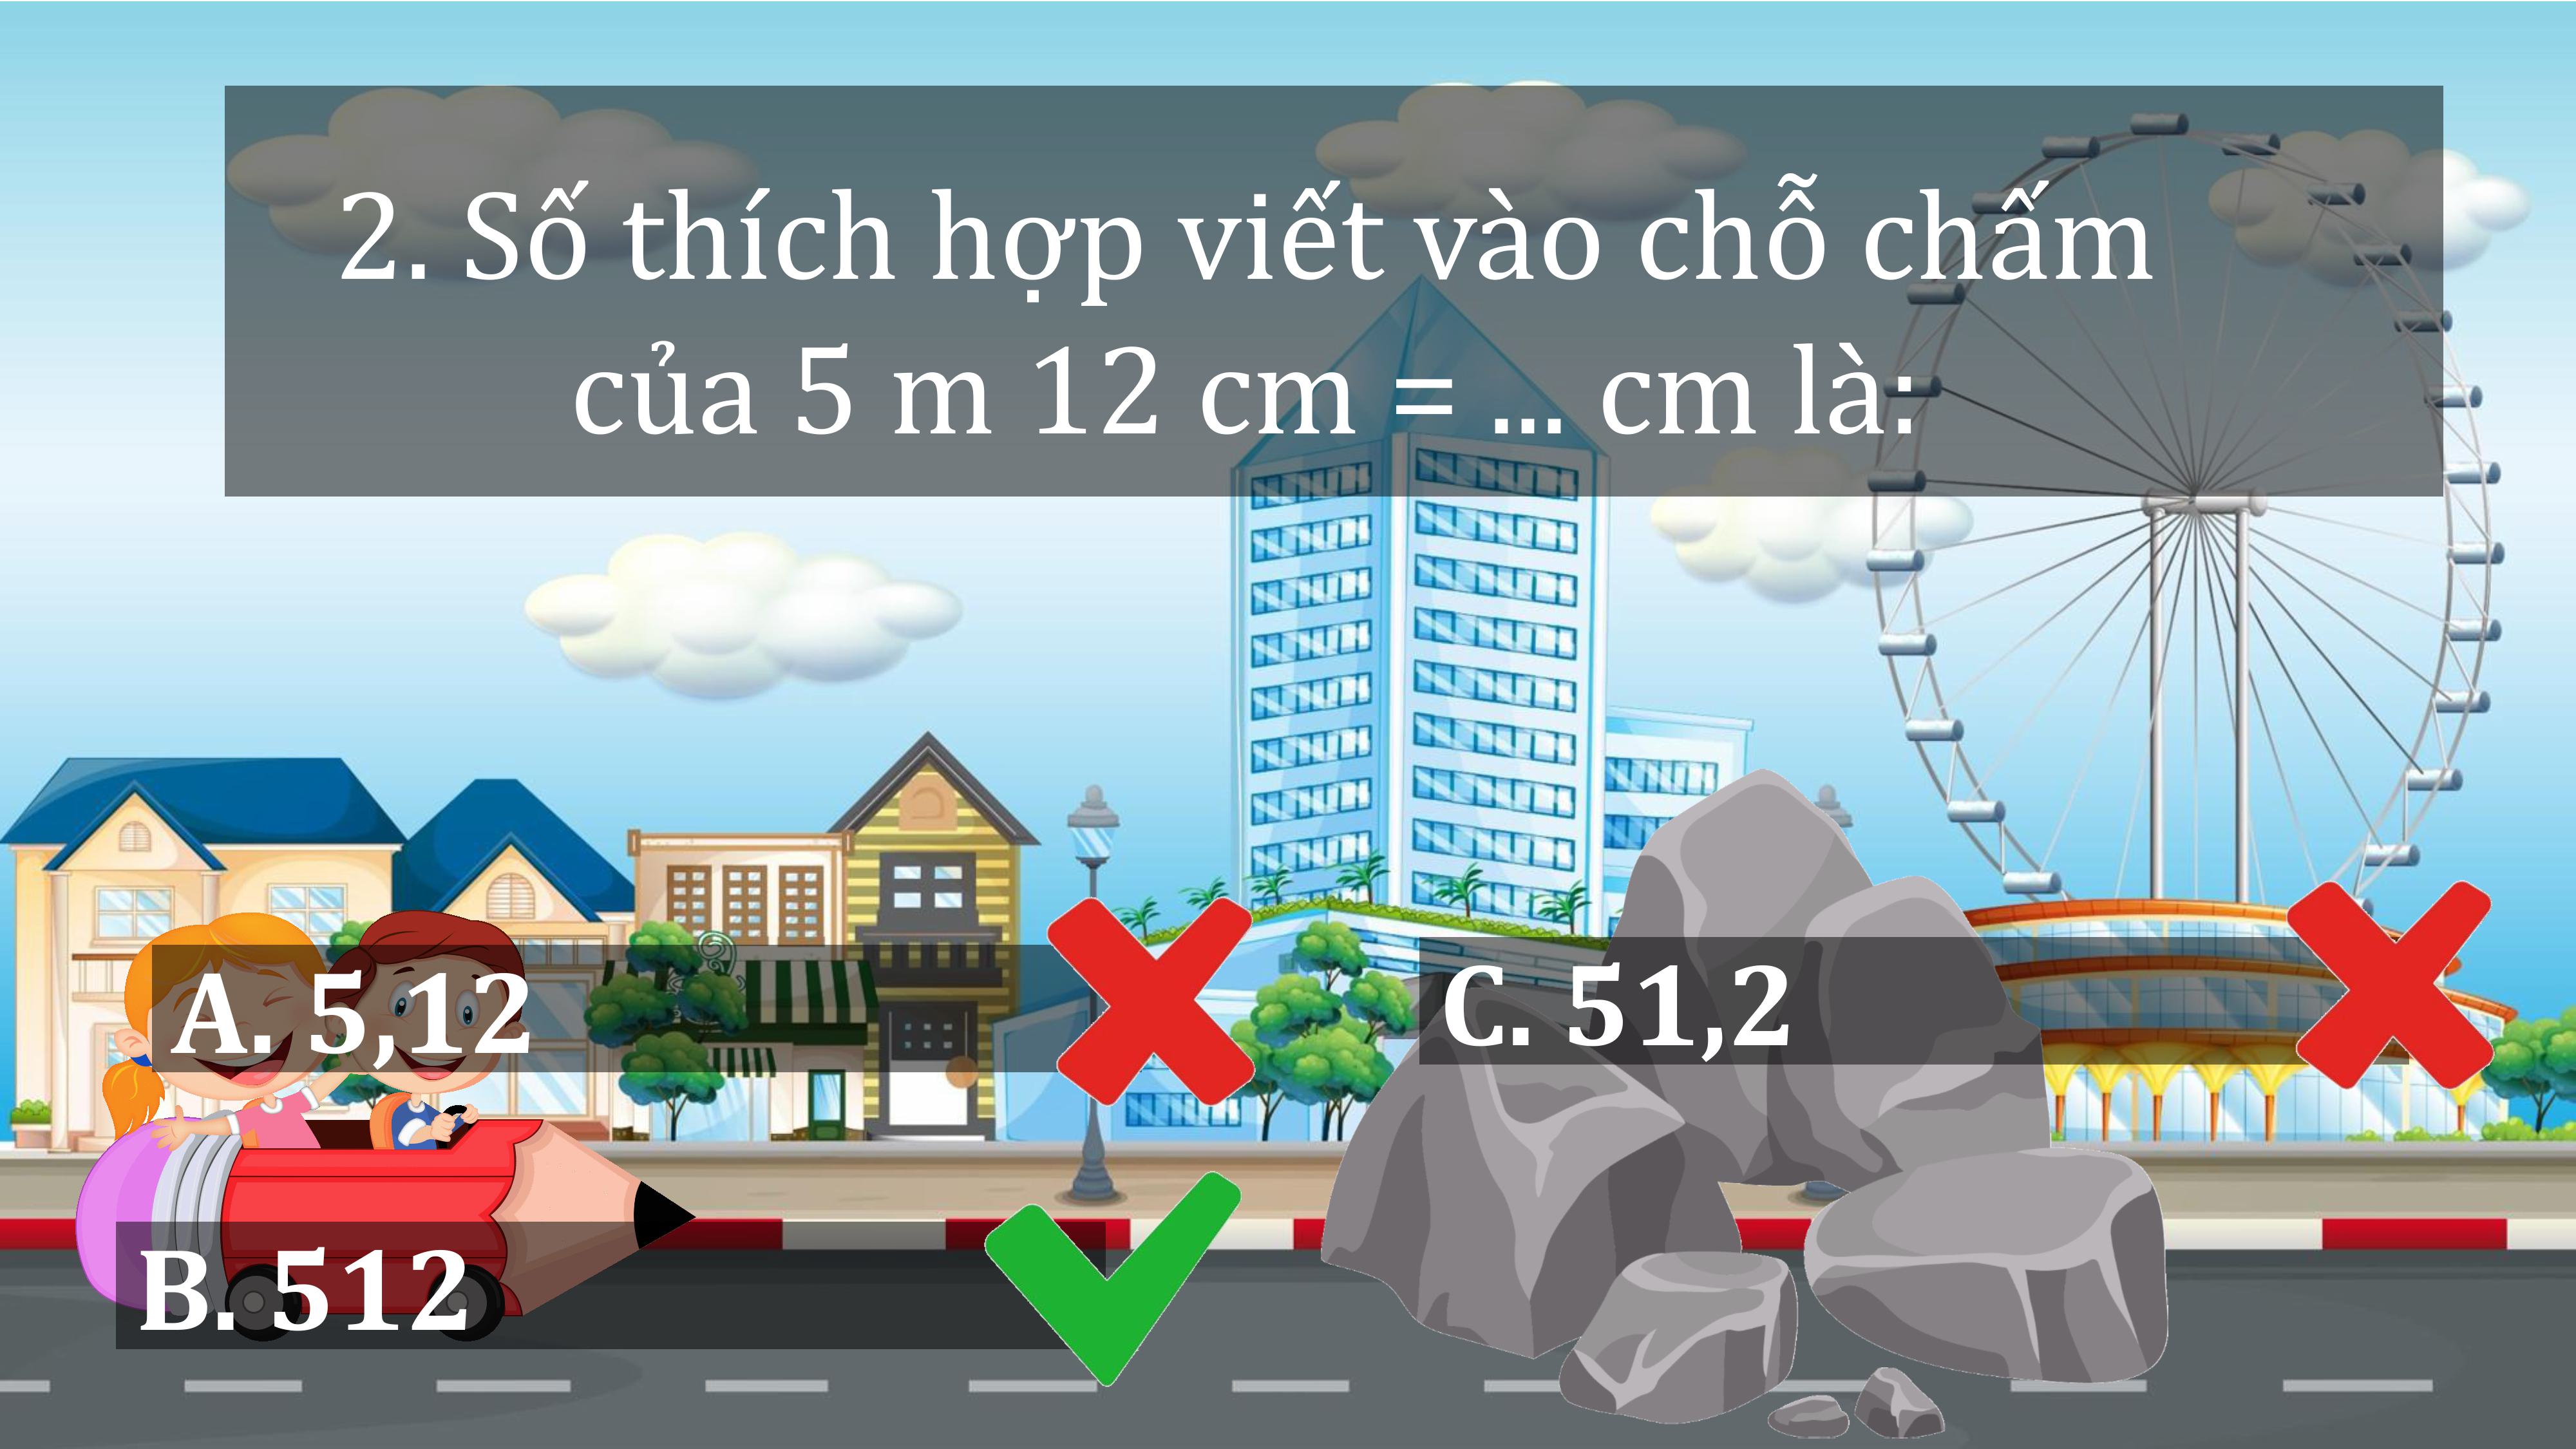 2. Số thích hợp viết vào chỗ chấm
của 5 m 12 cm = ... cm là:
A. 5,12
C. 51,2
B. 512